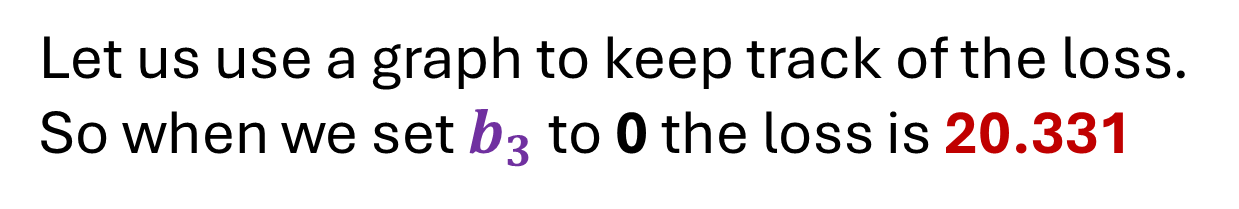 Let us use a graph to keep track of the loss.
So when we set b₃ to 0 the loss is 20.331